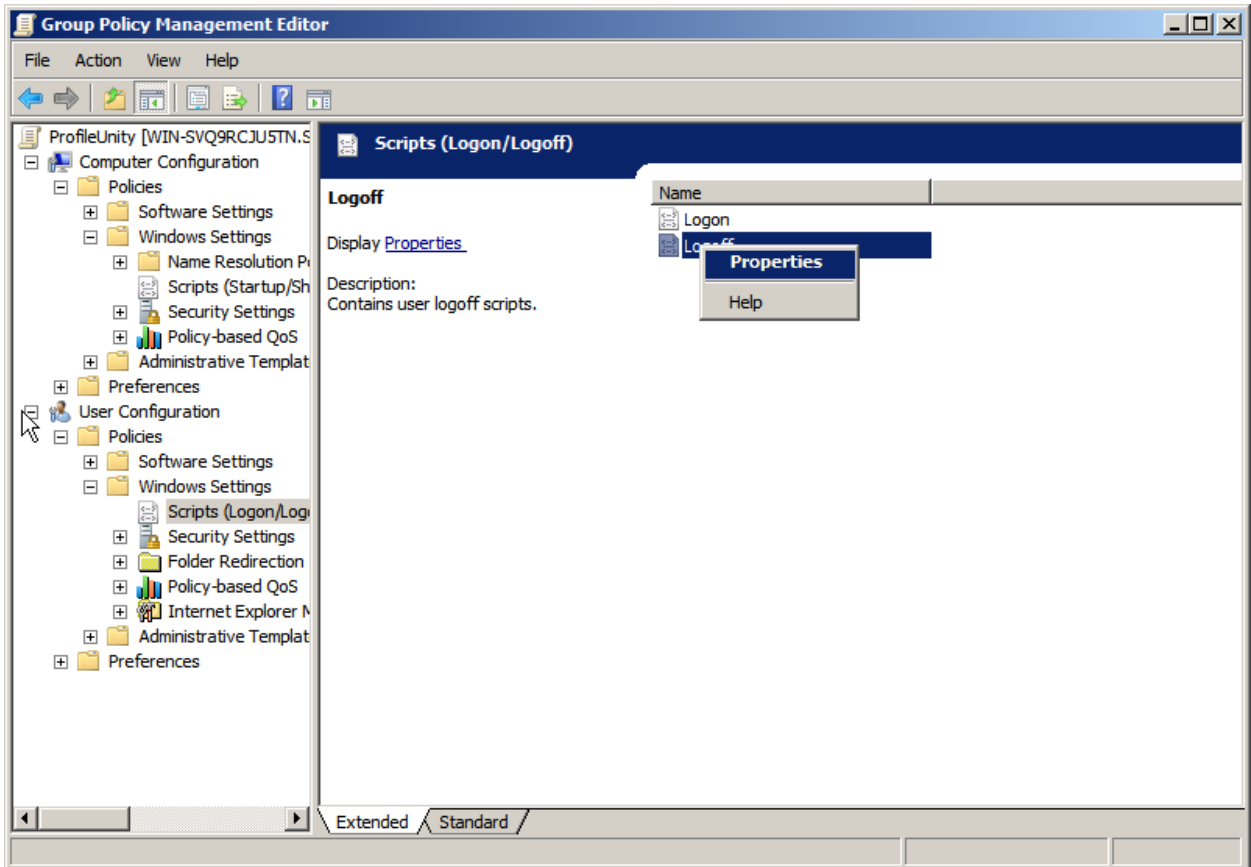 Group Policy Management Editor
File Action View Help
ProfileUnity [WIN-SVQ9RCJU5TN.S
Computer Configuration
Policies
Software Settings
Windows Settings
Name Resolution P
Scripts (Startup/Sh
Security Settings
Policy-based QoS
Administrative Templat
Preferences
User Configuration
Policies
Software Settings
Windows Settings
Scripts (Logon/Logo
Security Settings
Folder Redirection
Policy-based QoS
Internet Explorer M
Administrative Templat
Preferences
Scripts (Logon/Logoff)
Logoff
Display Properties
Description:
Contains user logoff scripts.
Name
Logon
Logoff
Properties
Help
Extended Standard